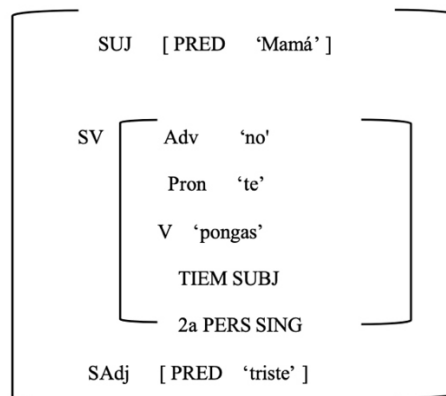 SUJ [ PRED ‘Mamá’ ]
SV Adv ‘no'
Pron ‘te’
V ‘pongas’
TIEM SUBJ
2a PERS SING
SAdj [ PRED ‘triste’ ]